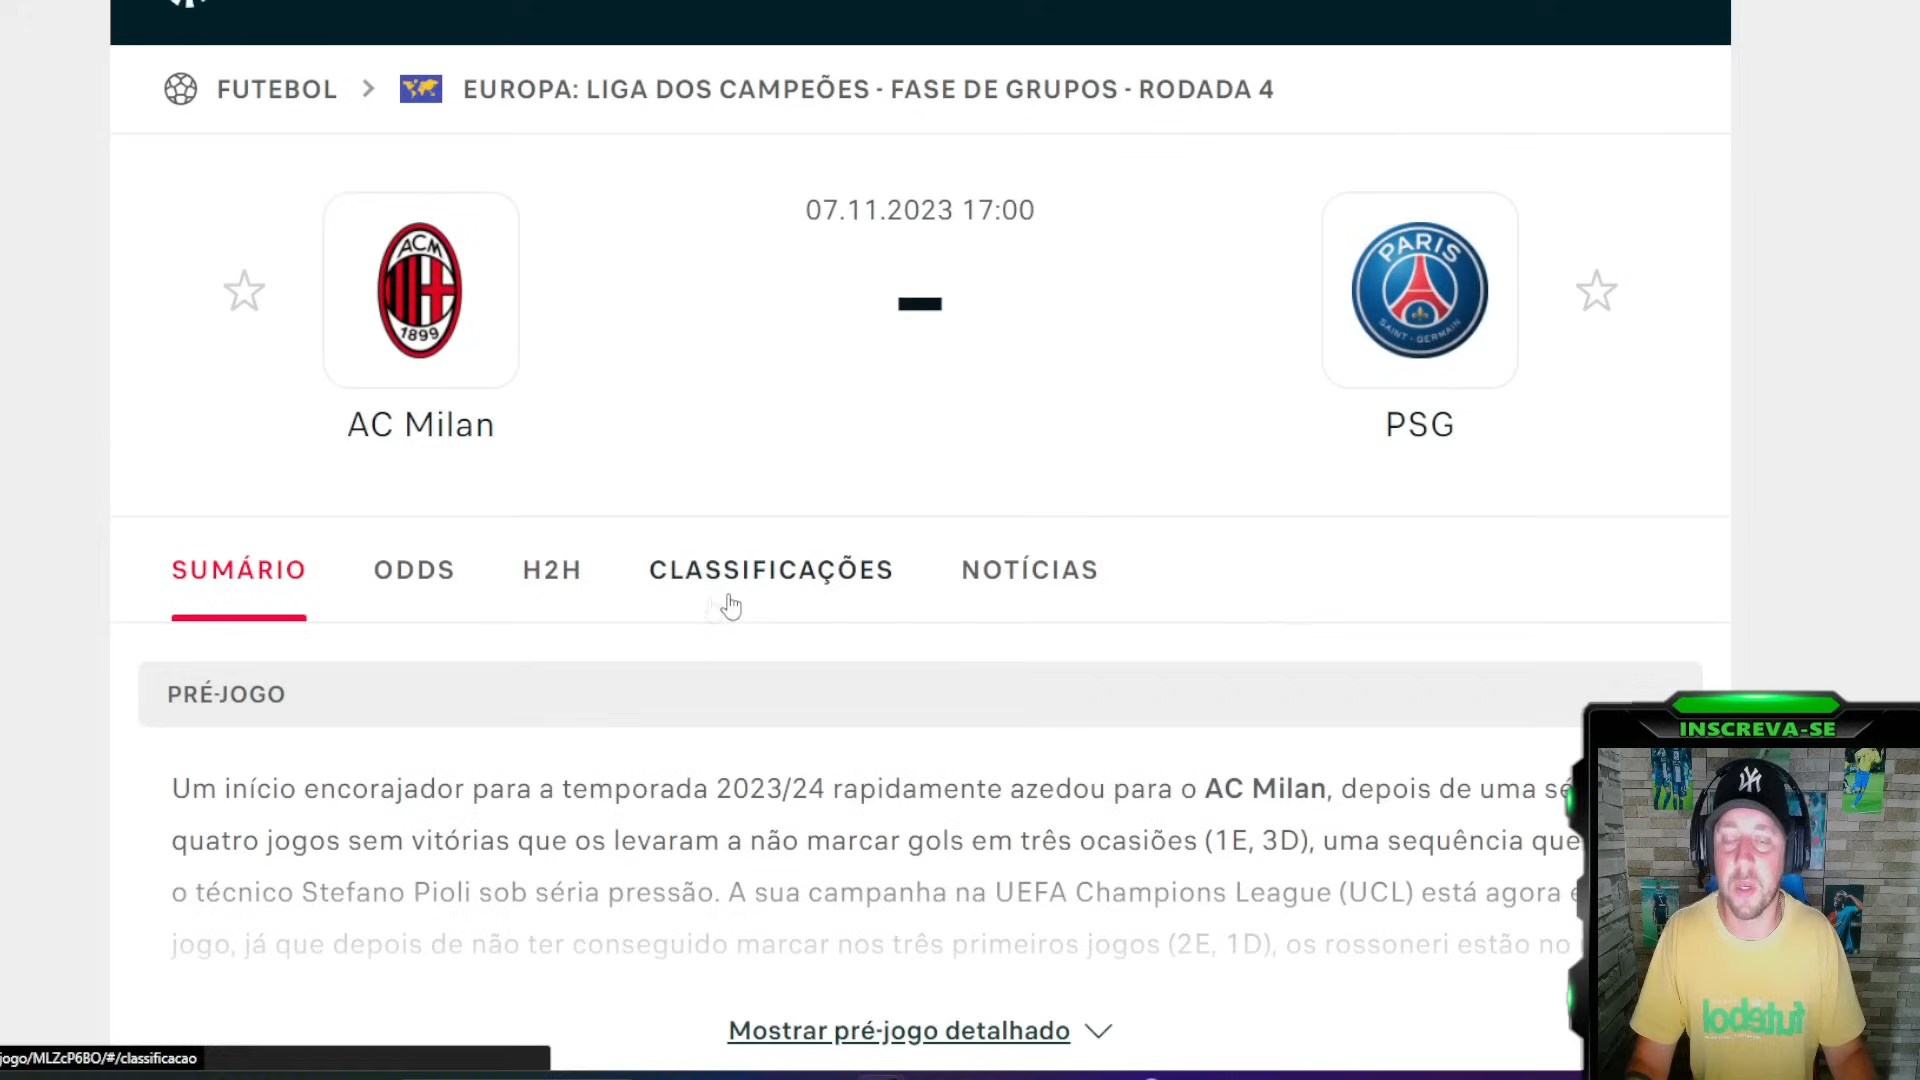 FUTEBOL EUROPA: LIGA DOS CAMPEÕES - FASE DE GRUPOS - RODADA 4
07.11.2023 17:00
ACM
1899
PARIS
SAINT-GERMAIN
AC Milan
PSG
SUMÁRIO ODDS H2H CLASSIFICAÇÕES NOTÍCIAS
PRÉ-JOGO
Um início encorajador para a temporada 2023/24 rapidamente azedou para o AC Milan, depois de uma sé
quatro jogos sem vitórias que os levaram a não marcar gols em três ocasiões (1E, 3D), uma sequência que
o técnico Stefano Pioli sob séria pressão. A sua campanha na UEFA Champions League (UCL) está agora e
jogo, já que depois de não ter conseguido marcar nos três primeiros jogos (2E, 1D), os rossoneri estão no
Mostrar pré-jogo detalhado
jogo/MLZcP6BO/#/classificacao
INSCREVA-SE
futebol